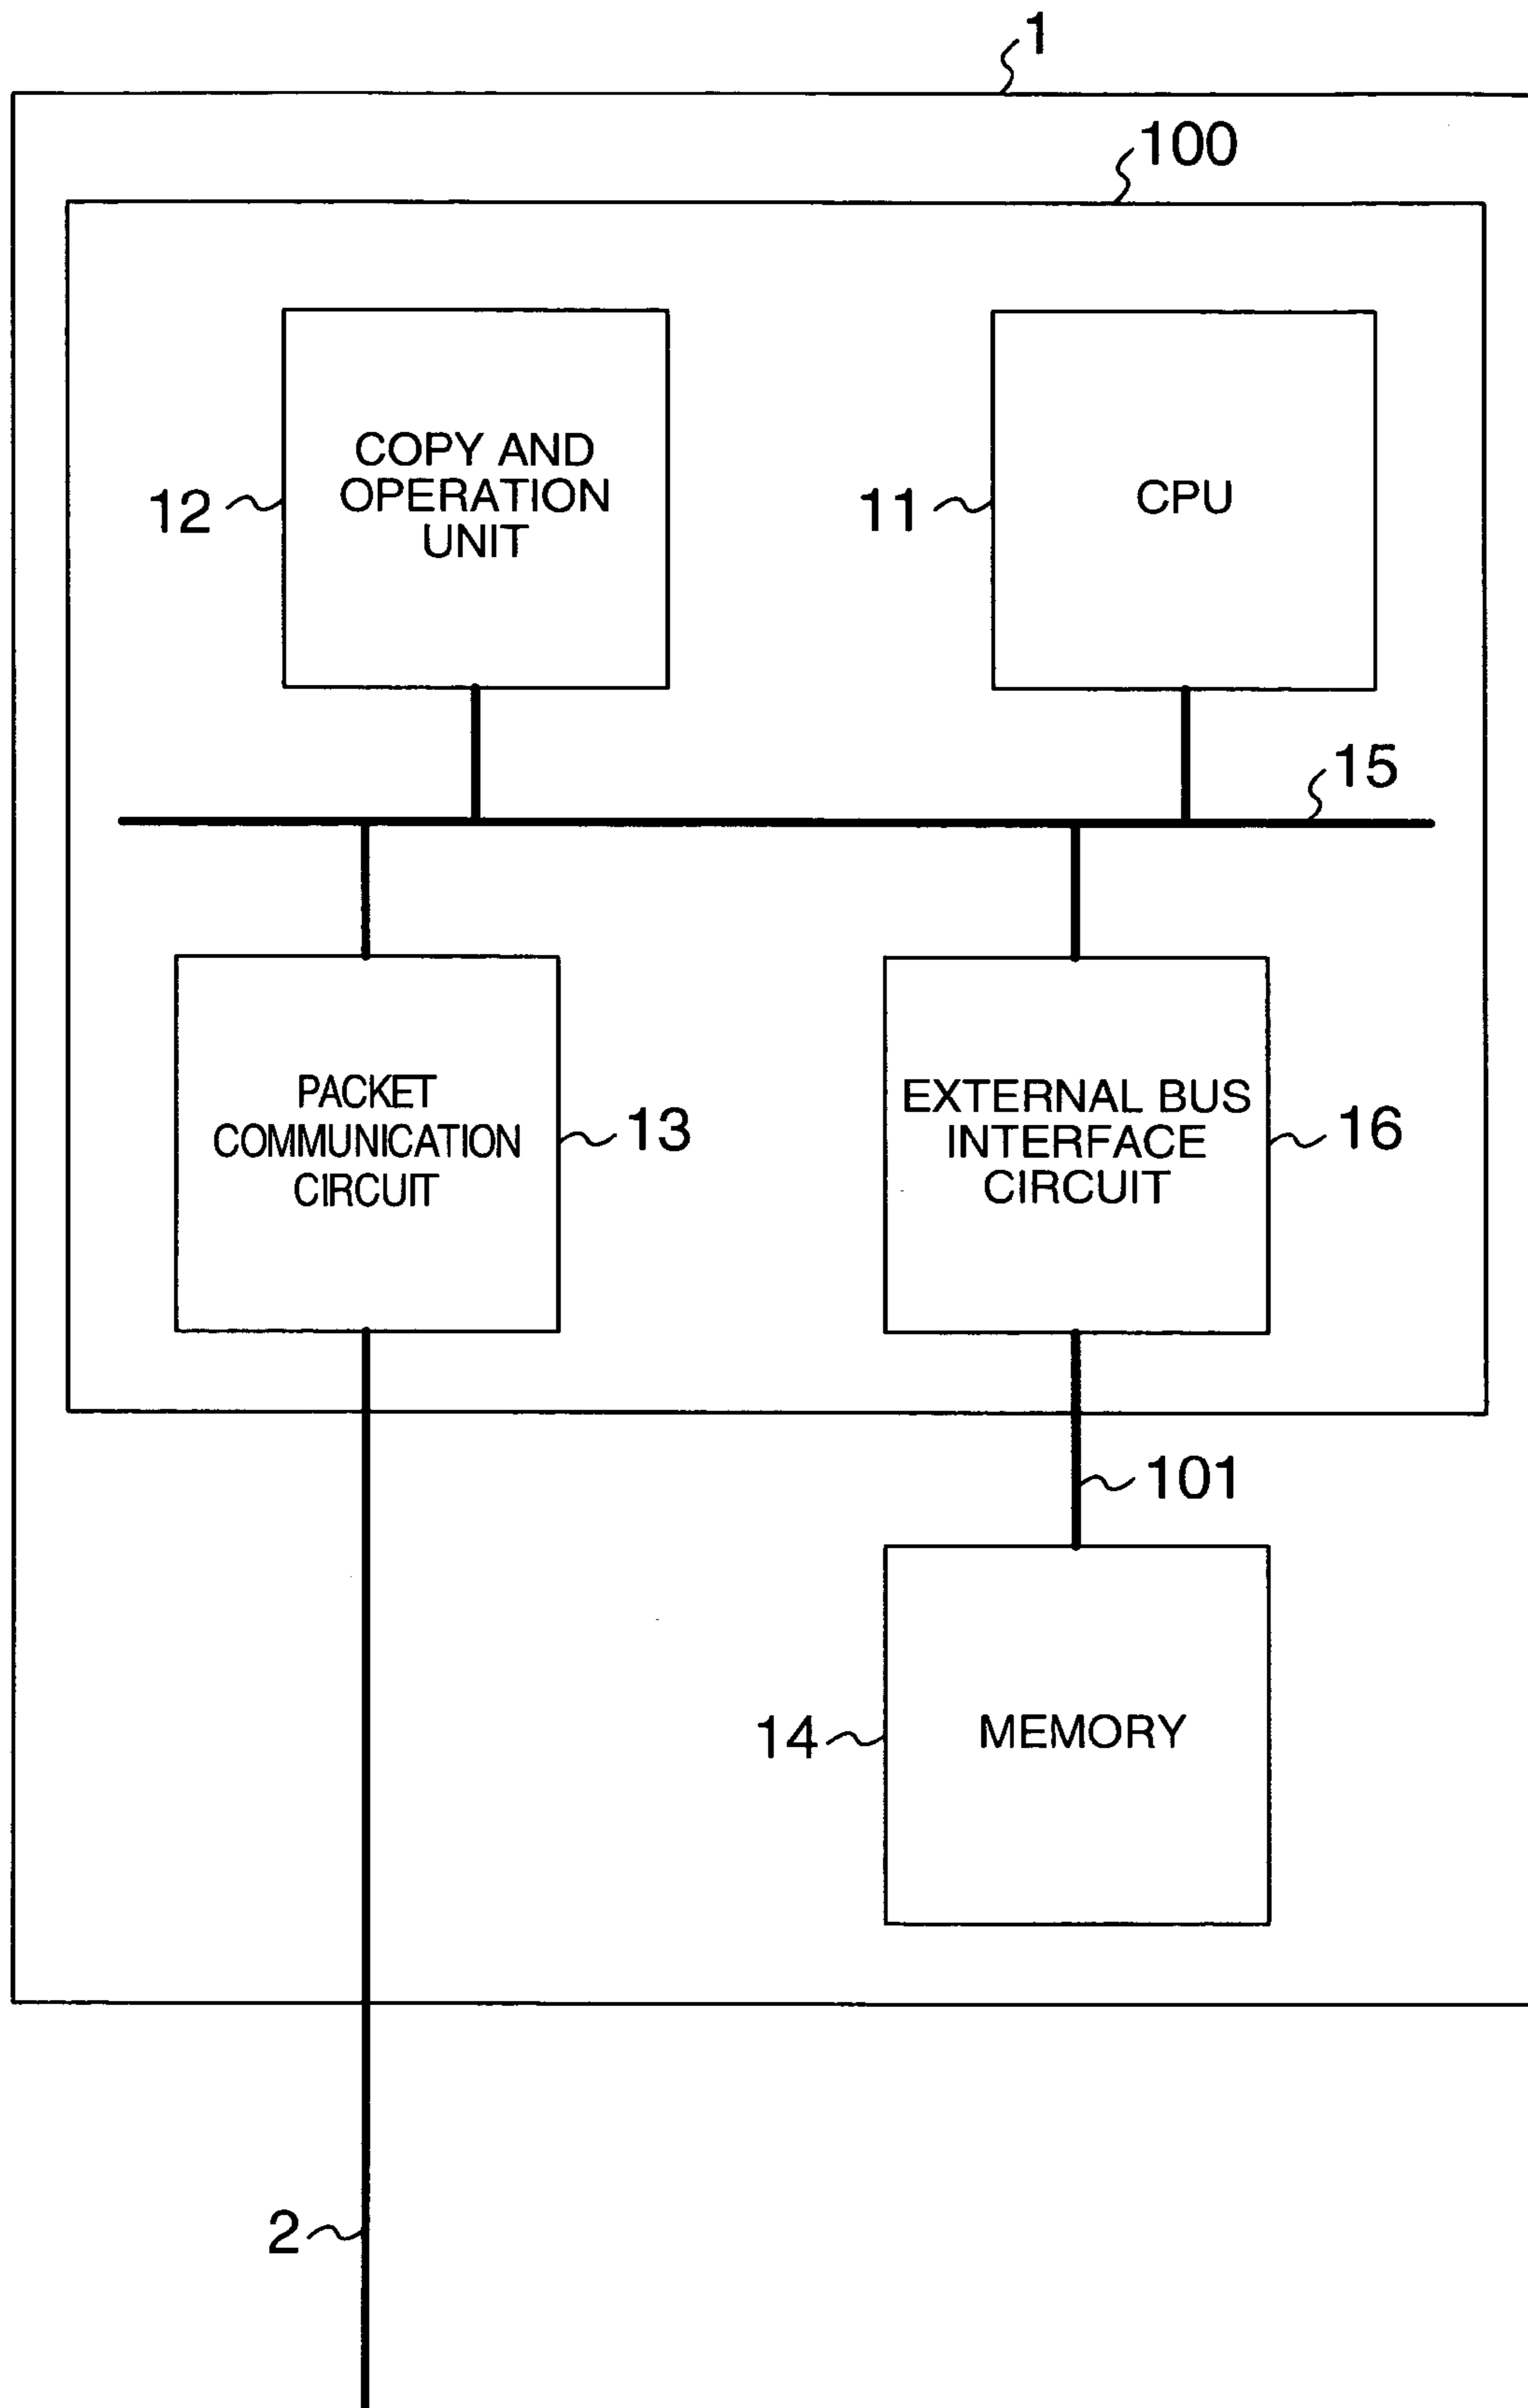 1
100
COPY AND
OPERATION
UNIT
12
CPU
11
15
PACKET
COMMUNICATION
CIRCUIT
13
EXTERNAL BUS
INTERFACE
CIRCUIT
16
101
MEMORY
14
2